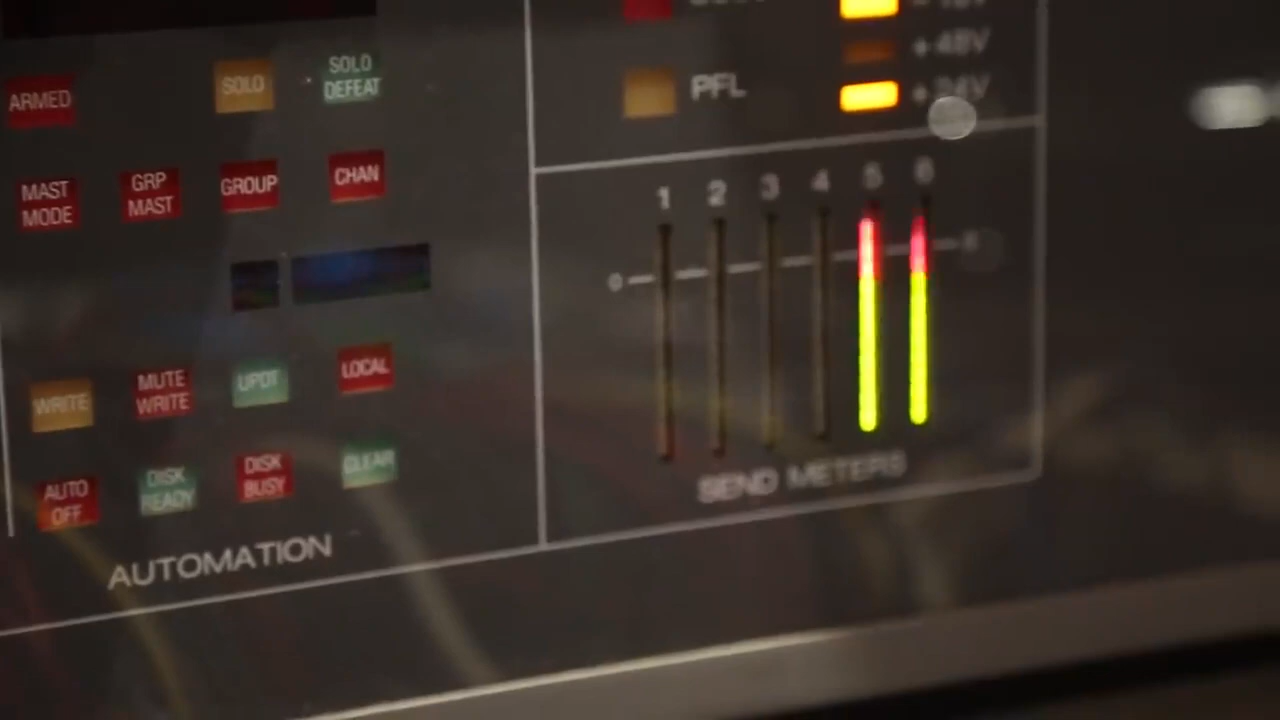 ARMED
SOLO
SOLO
DEFEAT
MAST
MODE
GRP
MAST
GROUP
CHAN
WRITE
MUTE
WRITE
UPDT
LOCAL
AUTO
OFF
DISK
READY
DISK
BUSY
CLEAR
AUTOMATION
PFL
+48V
+24V
1 2 3 4 5 6
0
SEND METERS